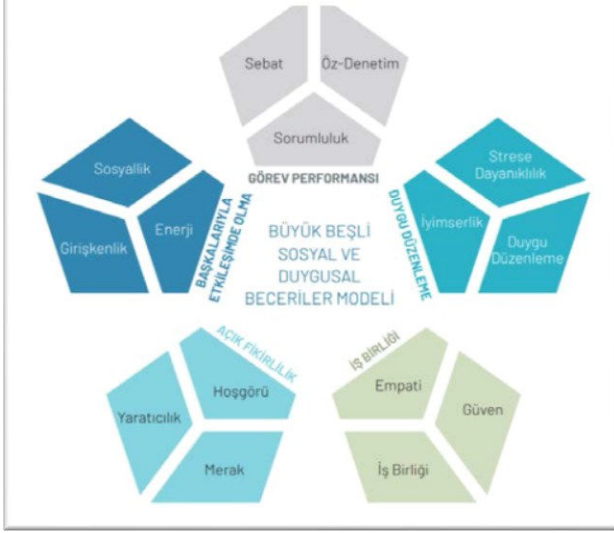 Sebat
Öz-Denetim
Sorumluluk
GÖREV PERFORMANSI
Sosyallik
Girişkenlik
Enerji
BAŞKALARIYLA
ETKİLEŞİMDE OLMA
BÜYÜK BEŞLİ
SOSYAL VE
DUYGUSAL
BECERİLER MODELİ
Strese
Dayanıklılık
İyimserlik
Duygu
Düzenleme
DUYGU DÜZENLEME
AÇIK FİKİRLİLİK
Hoşgörü
Yaratıcılık
Merak
İŞ BİRLİĞİ
Empati
Güven
İş Birliği